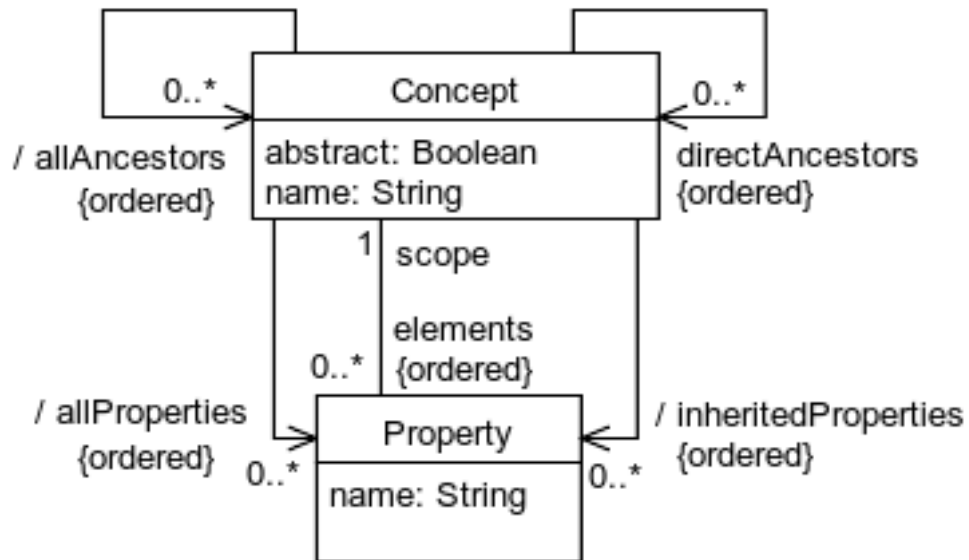 0..*
Concept
0..*
/ allAncestors
{ordered}
abstract: Boolean
name: String
directAncestors
{ordered}
1
scope
elements
0..*
{ordered}
/ allProperties
{ordered}
0..*
Property
/ inheritedProperties
{ordered}
0..*
name: String